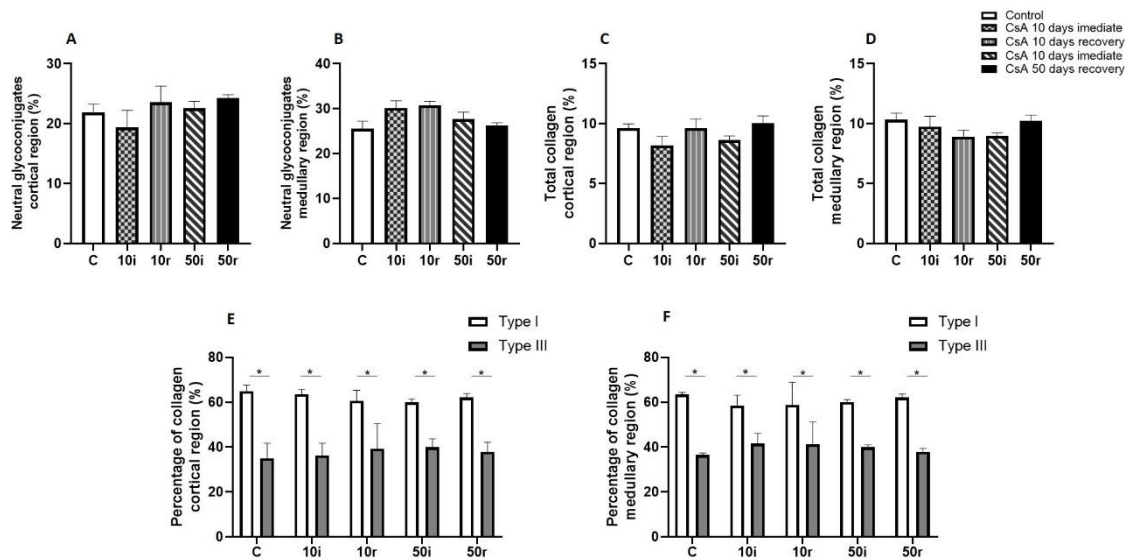 Control
CsA 10 days imediate
CsA 10 days recovery
CsA 10 days imediate
CsA 50 days recovery
A
Neutral glycoconjugates
cortical region (%)
30
20
10
0
C 10i 10r 50i 50r
B
Neutral glycoconjugates
medullary region (%)
40
30
20
10
0
C 10i 10r 50i 50r
C
Total collagen
cortical region (%)
15
10
5
0
C 10i 10r 50i 50r
D
Total collagen
medullary region (%)
15
10
5
0
C 10i 10r 50i 50r
E
Type I
Type III
Percentage of collagen
cortical region (%)
80
60
40
20
0
* * * * *
C 10i 10r 50i 50r
F
Type I
Type III
Percentage of collagen
medullary region (%)
80
60
40
20
0
* * * * *
C 10i 10r 50i 50r